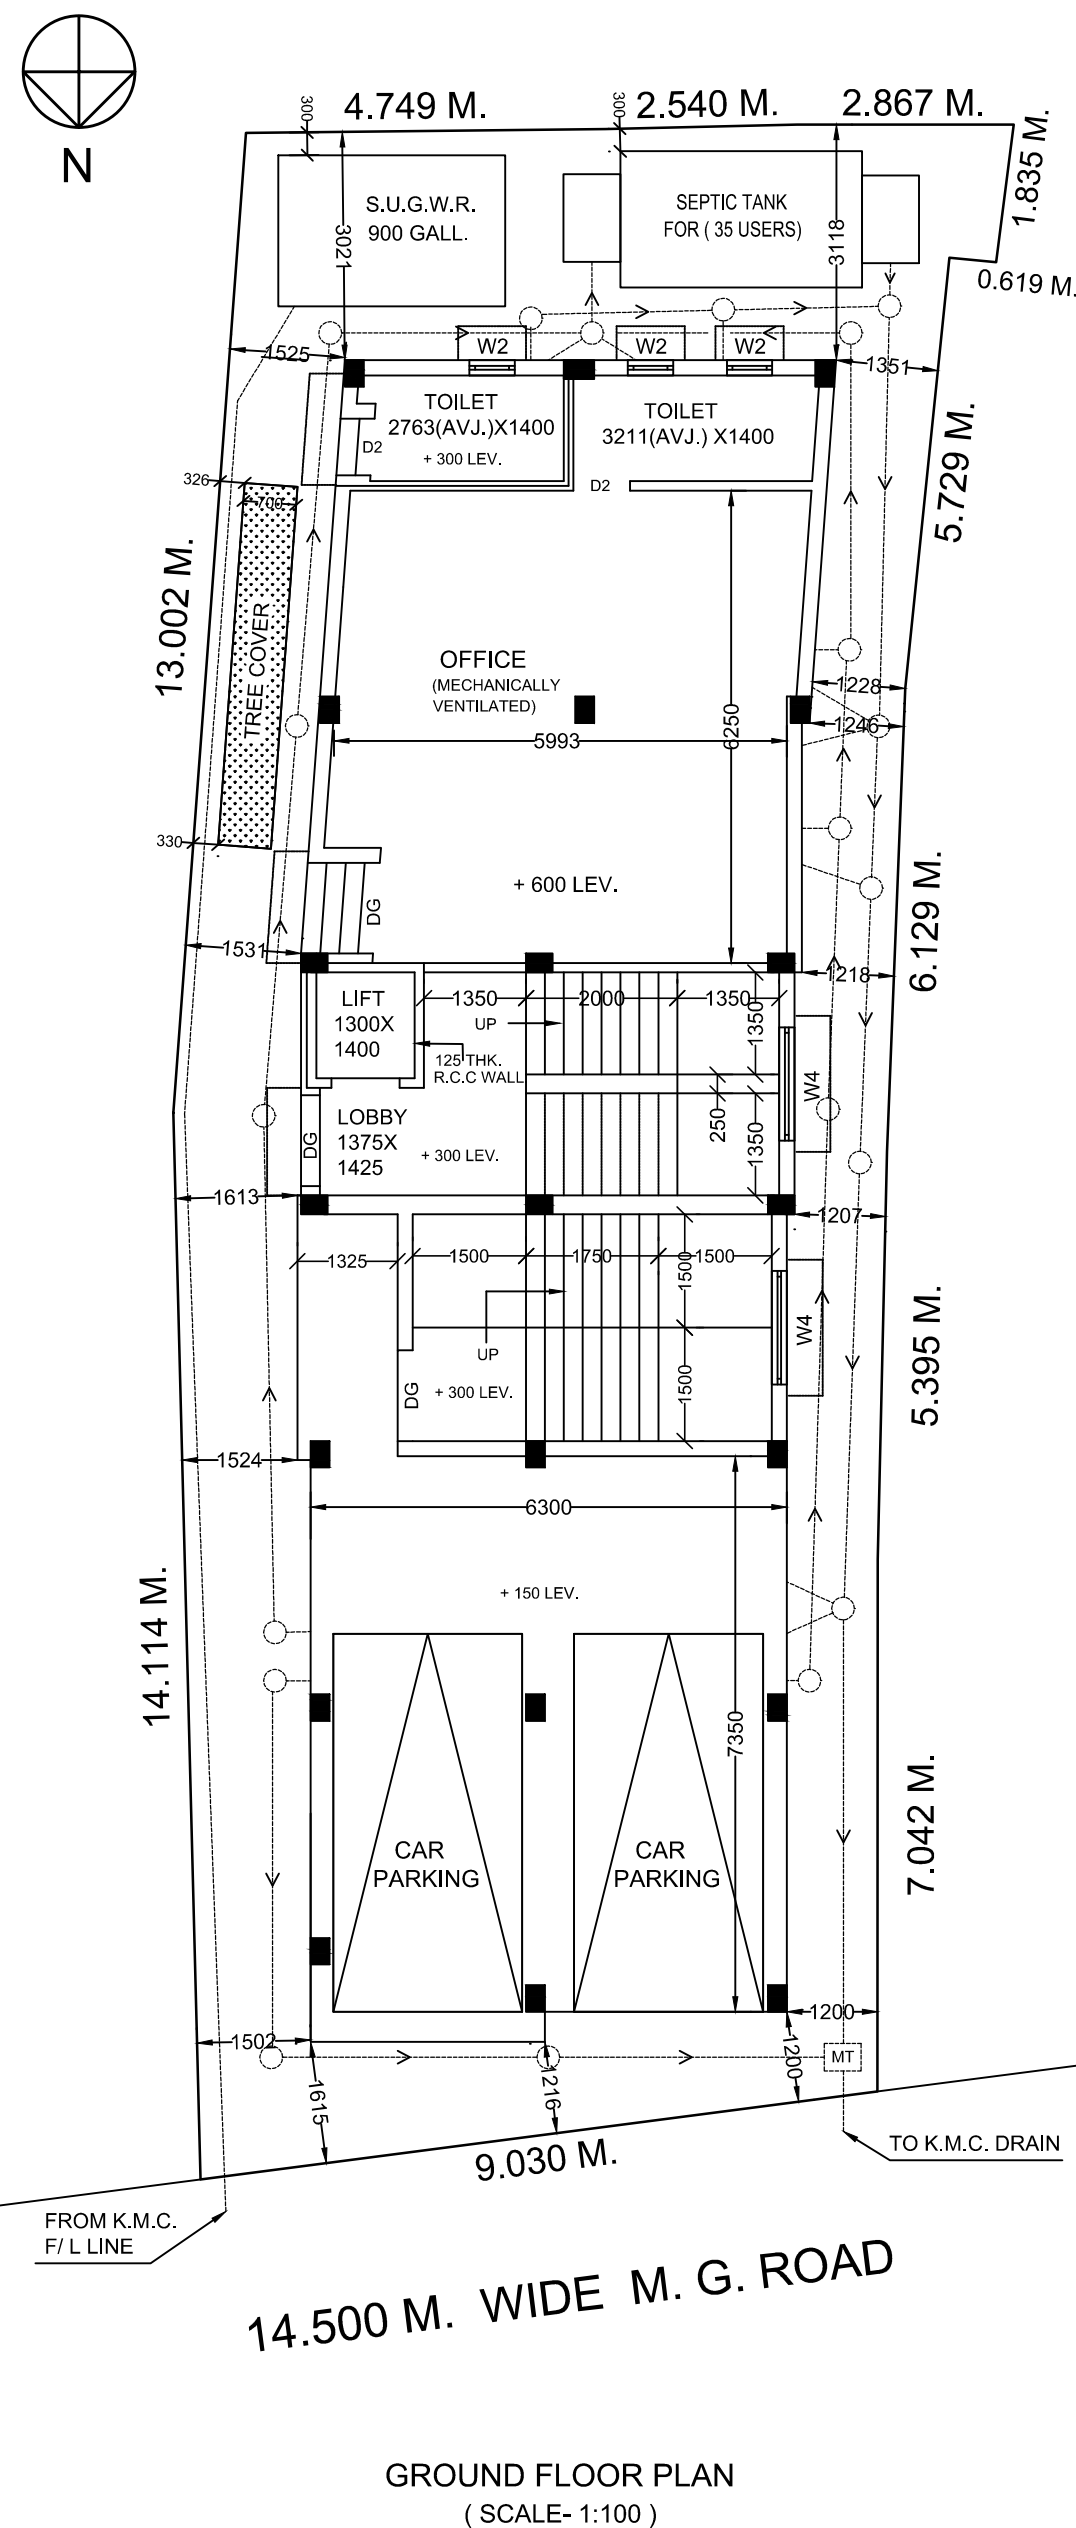 N
300
4.749 M.
300
2.540 M.
2.867 M.
1.835 M.
0.619 M.
S.U.G.W.R.
900 GALL.
3021
SEPTIC TANK
FOR ( 35 USERS)
3118
1525
W2
W2
W2
1351
TOILET
2763(AVJ.)X1400
+ 300 LEV.
D2
TOILET
3211(AVJ.) X1400
D2
5.729 M.
326
700
13.002 M.
TREE COVER
OFFICE
(MECHANICALLY
VENTILATED)
1228
1246
5993
6250
330
+ 600 LEV.
DG
6.129 M.
1531
1218
LIFT
1300X
1400
1350
2000
1350
UP
1350
125 THK.
R.C.C WALL
W4
LOBBY
1375X
1425
DG
+ 300 LEV.
250
1350
1613
1207
1325
1500
1750
1500
1500
UP
W4
DG
+ 300 LEV.
1500
5.395 M.
1524
6300
+ 150 LEV.
14.114 M.
7350
CAR
PARKING
CAR
PARKING
7.042 M.
1502
1200
1615
1216
1200
MT
9.030 M.
TO K.M.C. DRAIN
FROM K.M.C.
F/ L LINE
14.500 M. WIDE M. G. ROAD
GROUND FLOOR PLAN
( SCALE- 1:100 )